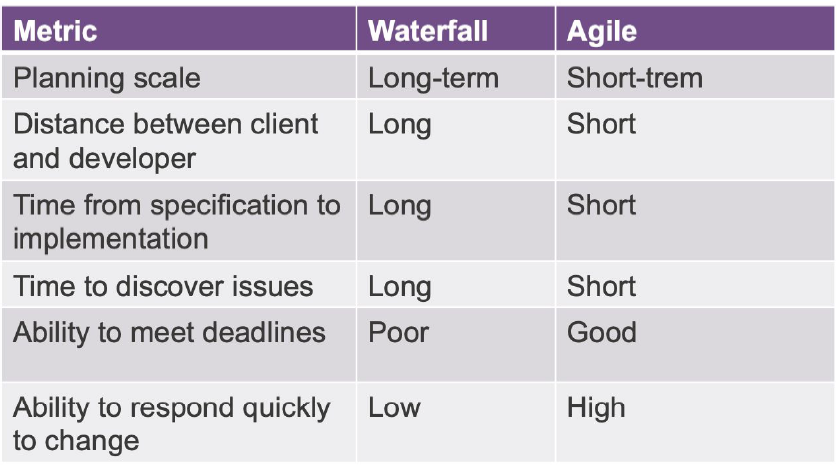 Metric Waterfall Agile
Planning scale Long-term Short-trem
Distance between client Long Short
and developer
Time from specification to Long Short
implementation
Time to discover issues Long Short
Ability to meet deadlines Poor Good
Ability to respond quickly Low High
to change